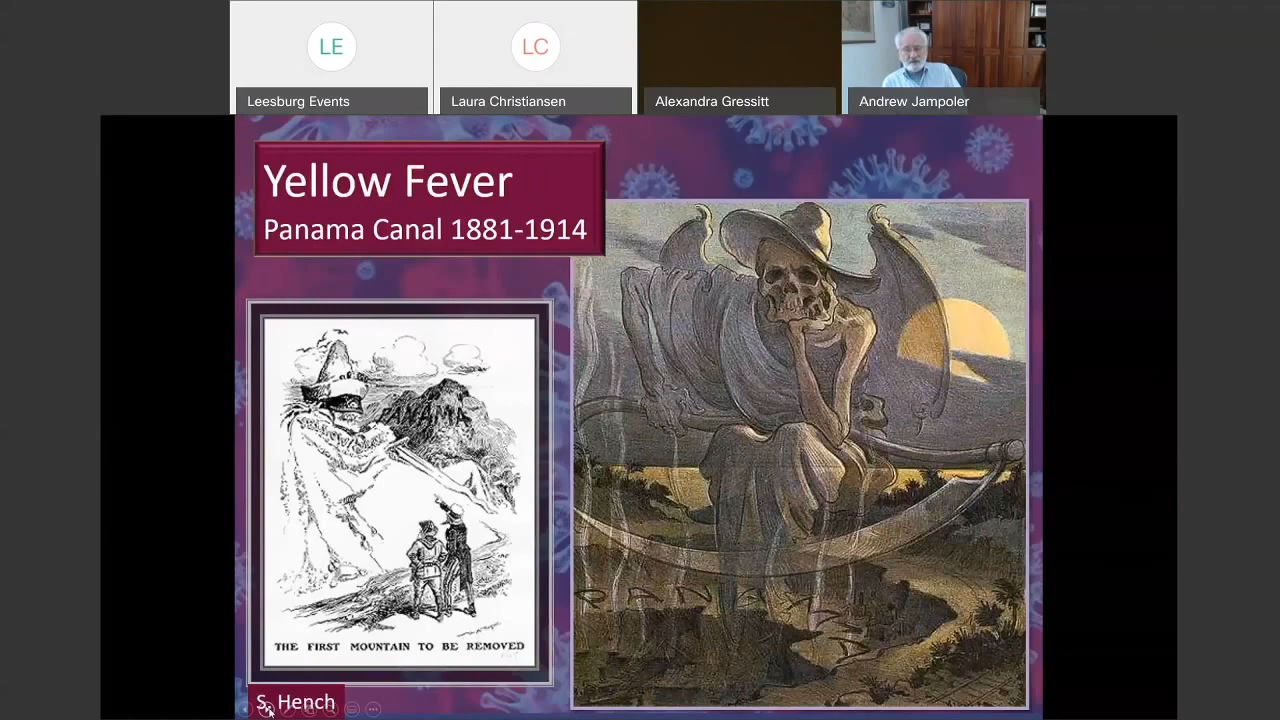 LE
LC
Leesburg Events
Laura Christiansen
Alexandra Gressitt
Andrew Jampoler
Yellow Fever
Panama Canal 1881-1914
PANAMA
THE FIRST MOUNTAIN TO BE REMOVED
PANAMA
S. Hench